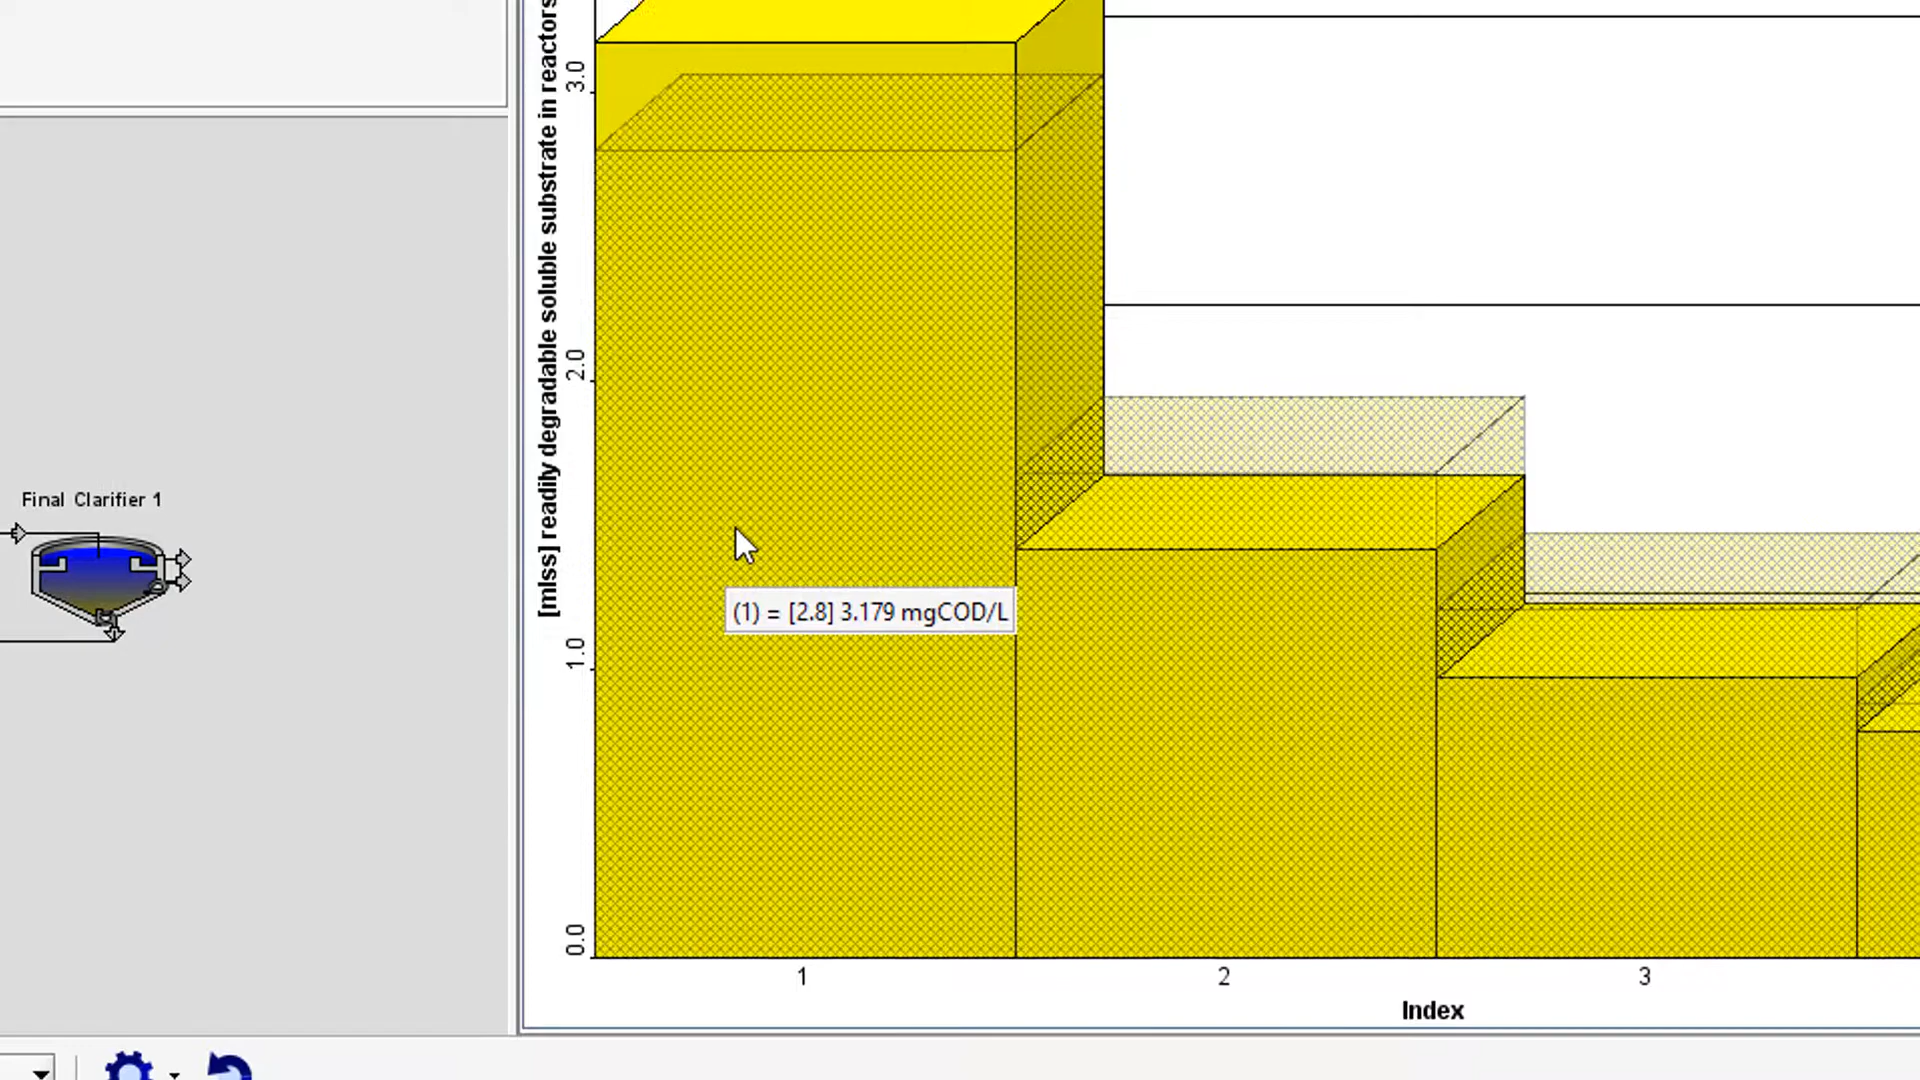 [mlss] readily degradable soluble substrate in reactors
3.0
2.0
1.0
0.0
Final Clarifier 1
(1) = [2.8] 3.179 mgCOD/L
1 2 3
Index